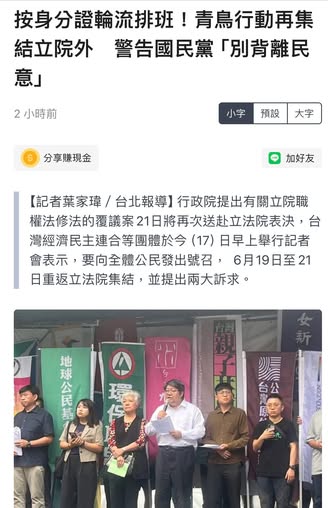 按身分證輪流排班！青鳥行動再集
結立院外　警告國民黨「別背離民
意」
2 小時前
小字 預設 大字
分享賺現金
加好友
【記者葉家瑋／台北報導】行政院提出有關立院職
權法修法的覆議案21日將再次送赴立法院表決，台
灣經濟民主連合等團體於今 (17) 日早上舉行記者
會表示，要向全體公民發出號召， 6月19日至21
日重返立法院集結，並提出兩大訴求。
地球公民基
環保
台灣
女新
公
台灣